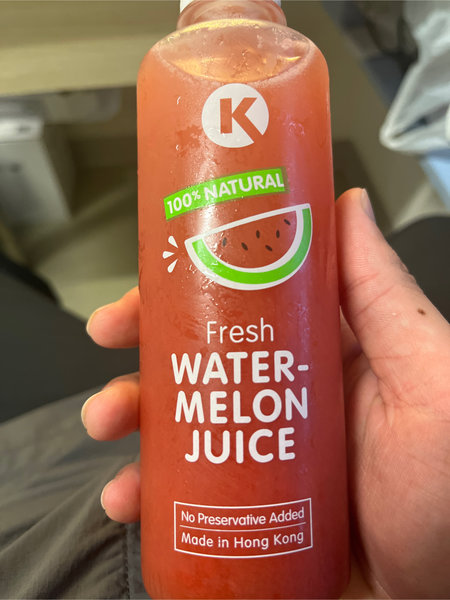 K
100% NATURAL
Fresh
WATER-
MELON
JUICE
No Preservative Added
Made in Hong Kong